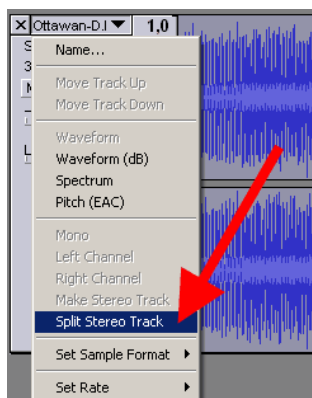 Ottawan-D.I 1,0
Name...
Move Track Up
Move Track Down
Waveform
Waveform (dB)
Spectrum
Pitch (EAC)
Mono
Left Channel
Right Channel
Make Stereo Track
Split Stereo Track
Set Sample Format
Set Rate